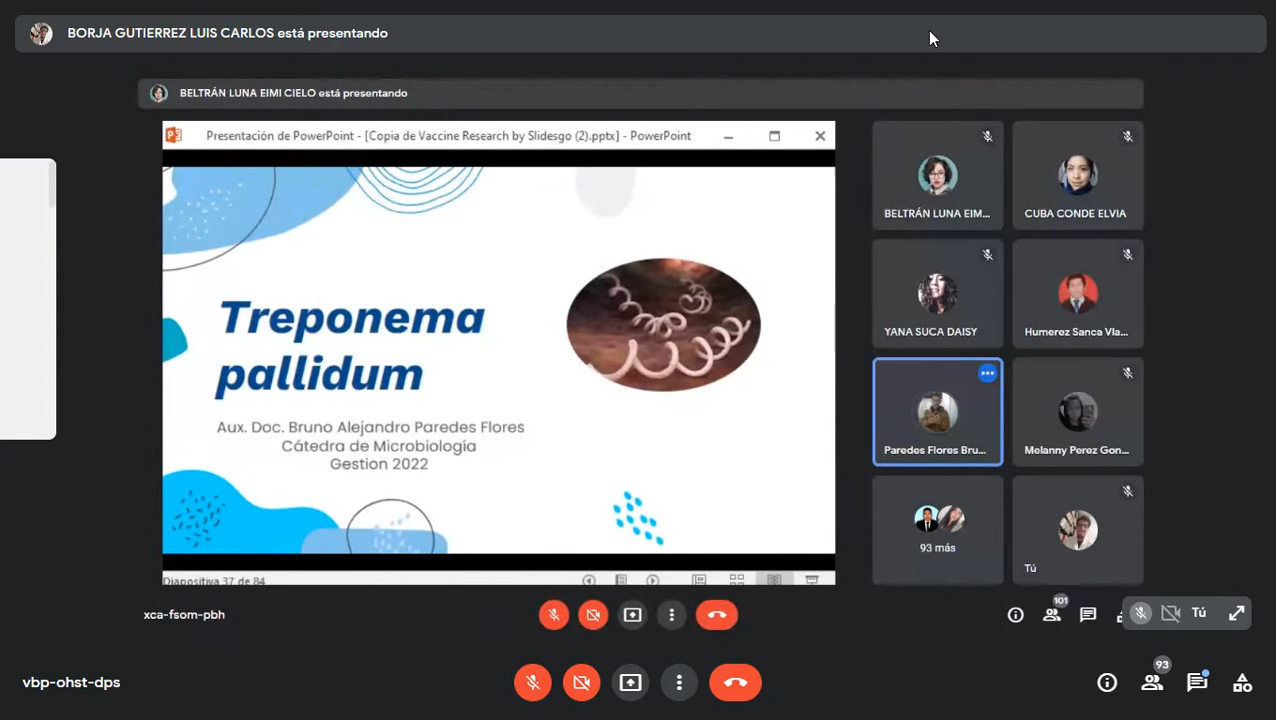 BORJA GUTIERREZ LUIS CARLOS está presentando
BELTRÁN LUNA EIMI CIELO está presentando
Presentación de PowerPoint - [Copia de Vaccine Research by Slidesgo (2).pptx] - PowerPoint
Treponema
pallidum
Aux. Doc. Bruno Alejandro Paredes Flores
Cátedra de Microbiología
Gestion 2022
Diapositiva 37 de 84
BELTRÁN LUNA EIM...
CUBA CONDE ELVIA
YANA SUCA DAISY
Humerez Sanca Vla...
Paredes Flores Bru...
Melanny Perez Gon...
93 más
Tú
xca-fsom-pbh
101
Tú
vbp-ohst-dps
93